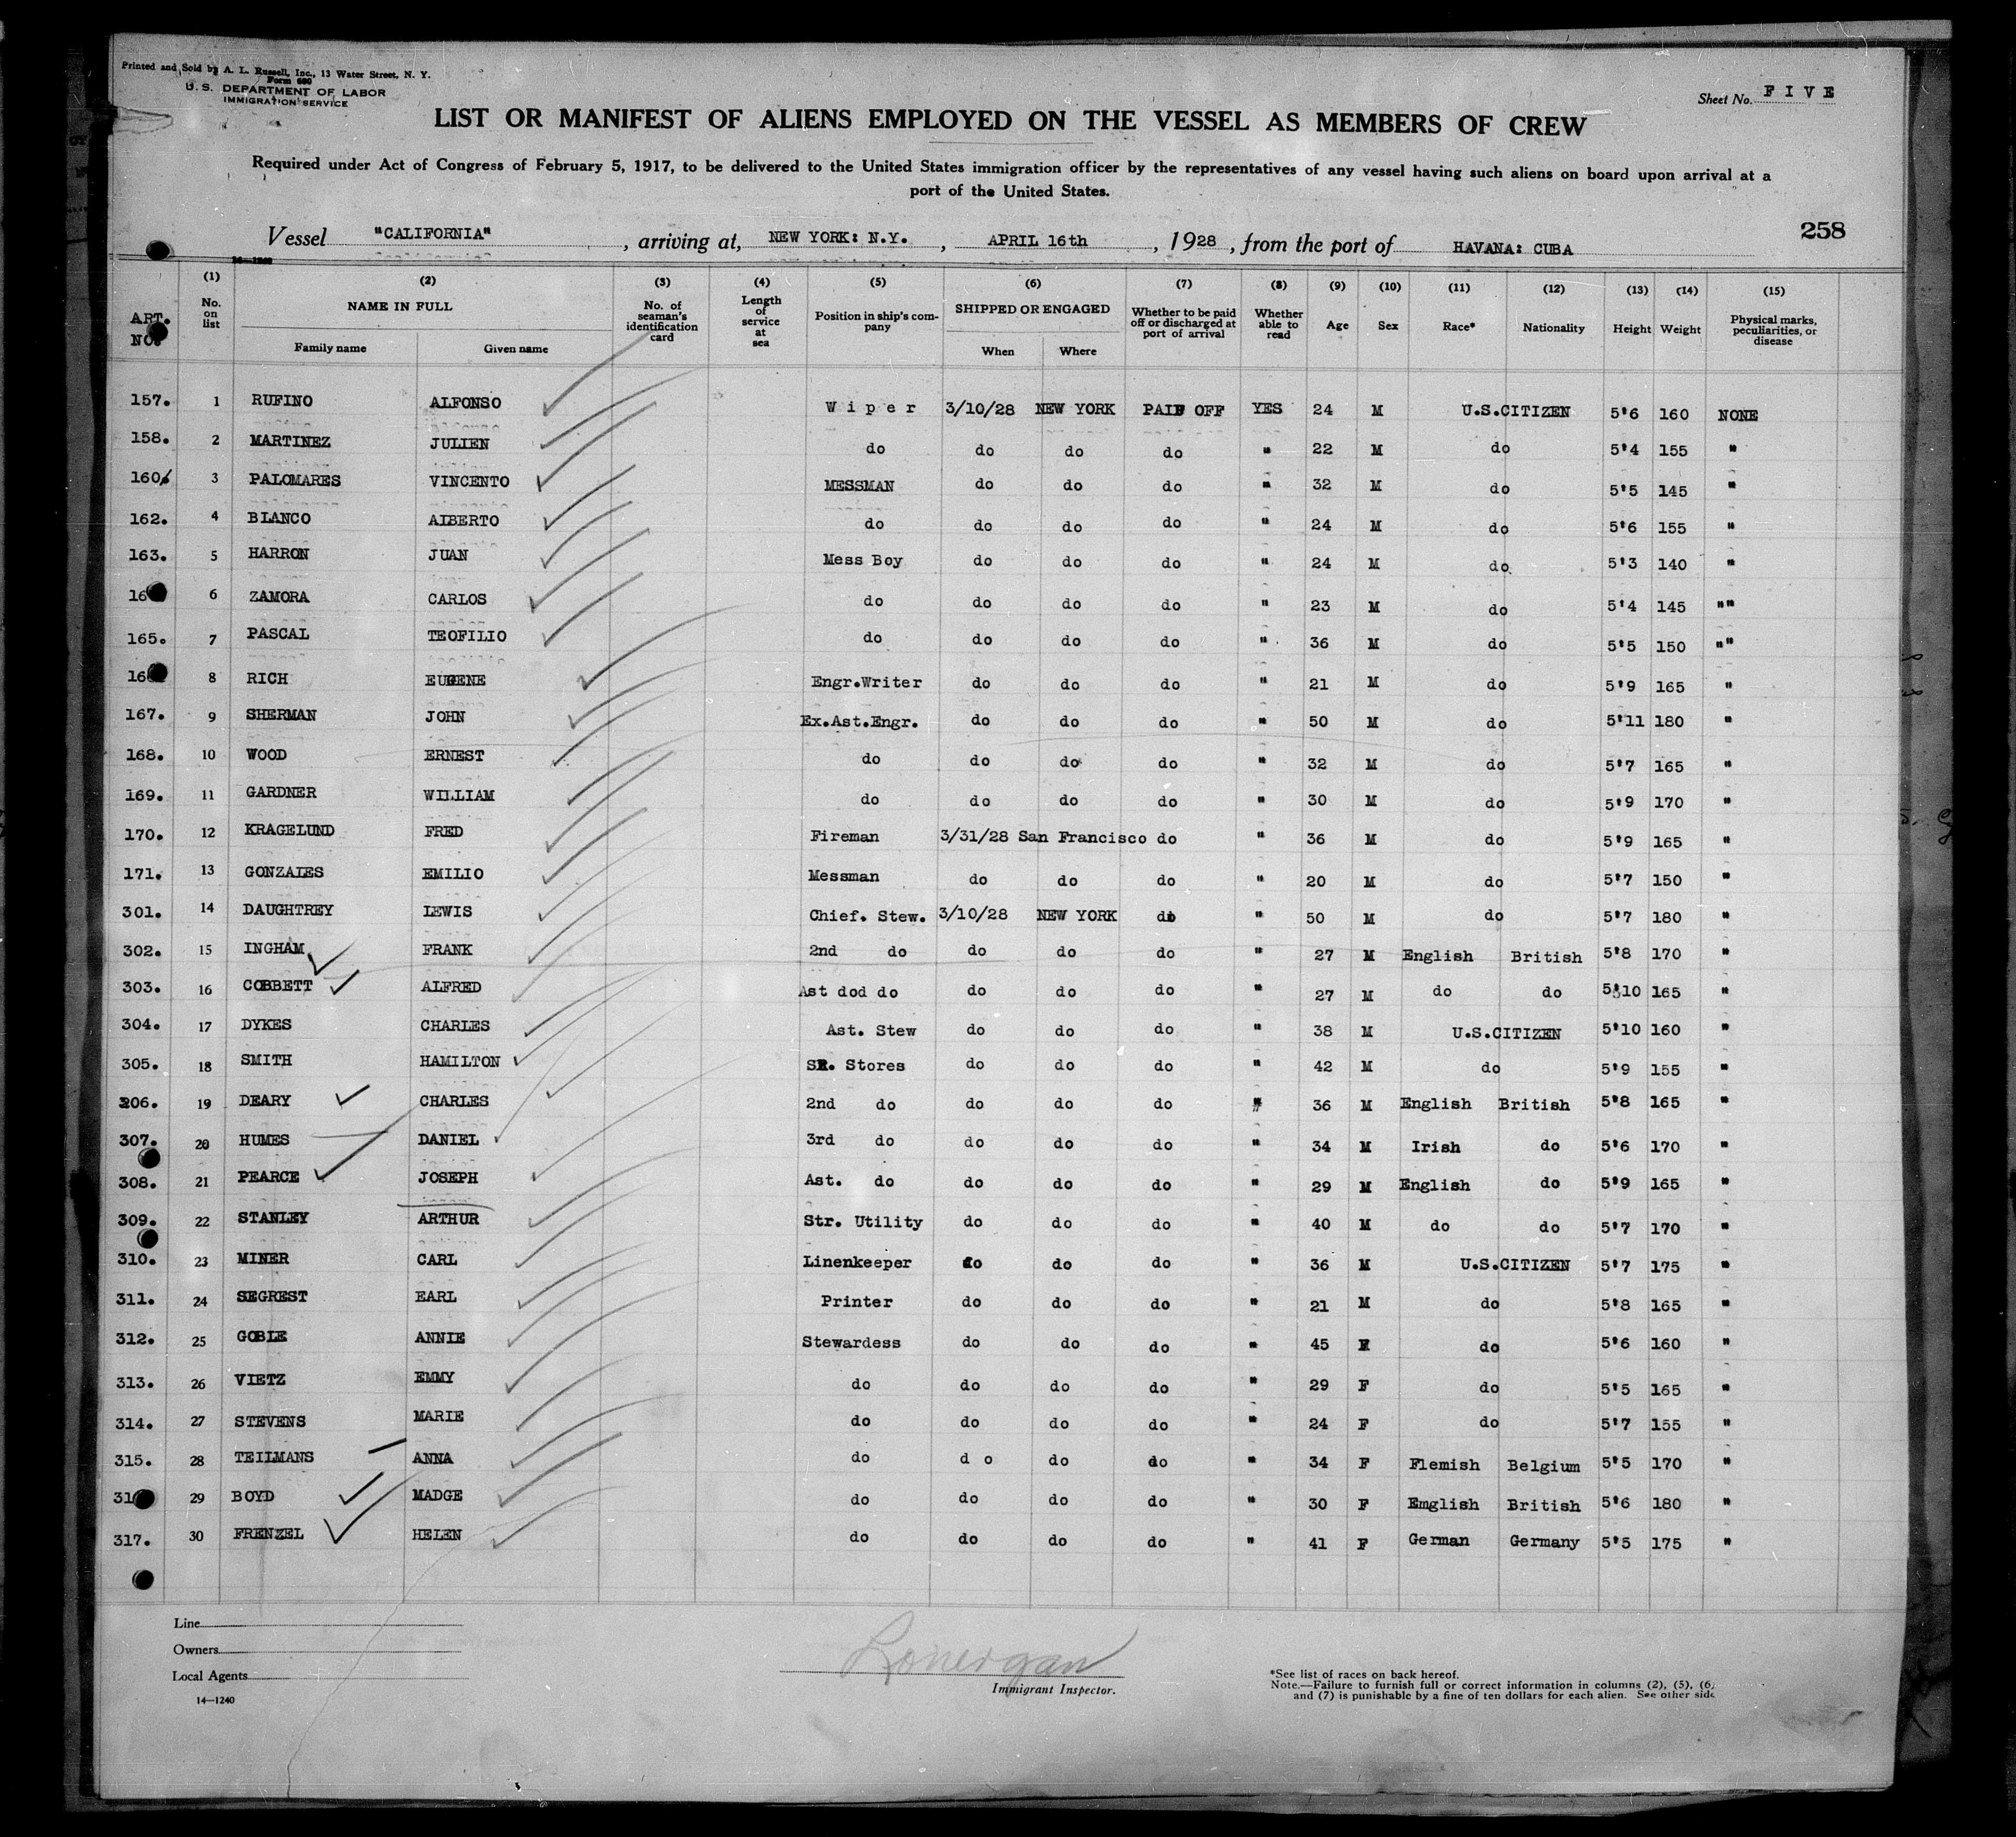 Printed and Sold by A. L. Russell, Inc., 13 Water Street, N. Y.
Form 680
U. S. DEPARTMENT OF LABOR
IMMIGRATION SERVICE
Sheet No. FIVE
LIST OR MANIFEST OF ALIENS EMPLOYED ON THE VESSEL AS MEMBERS OF CREW
Required under Act of Congress of February 5, 1917, to be delivered to the United States immigration officer by the representatives of any vessel having such aliens on board upon arrival at a
port of the United States.
258
Vessel "CALIFORNIA", arriving at, NEW YORK: N.Y., APRIL 16th, 1928, from the port of HAVANA: CUBA
(1) (2) (3) (4) (5) (6) (7) (8) (9) (10) (11) (12) (13) (14) (15)
ART. NO. No. on list NAME IN FULL Family name Given name No. of seaman's identification card Length of service at sea Position in ship's company SHIPPED OR ENGAGED When Where Whether to be paid off or discharged at port of arrival Whether able to read Age Sex Race* Nationality Height Weight Physical marks, peculiarities, or disease
157. 1 RUFINO ALFONSO Wiper 3/10/28 NEW YORK PAID OFF YES 24 M U.S.CITIZEN 5'6 160 NONE
158. 2 MARTINEZ JULIEN do do do do " 22 M do 5'4 155 "
160. 3 PALOMARES VINCENTO MESSMAN do do do " 32 M do 5'5 145 "
162. 4 BLANCO ALBERTO do do do do " 24 M do 5'6 155 "
163. 5 HARRON JUAN Mess Boy do do do " 24 M do 5'3 140 "
16 6 ZAMORA CARLOS do do do do " 23 M do 5'4 145 ""
165. 7 PASCAL TEOFILIO do do do do " 36 M do 5'5 150 ""
16 8 RICH EUGENE Engr.Writer do do do " 21 M do 5'9 165 "
167. 9 SHERMAN JOHN Ex.Ast.Engr. do do do " 50 M do 5'11 180 "
168. 10 WOOD ERNEST do do do do " 32 M do 5'7 165 "
169. 11 GARDNER WILLIAM do do do do " 30 M do 5'9 170 "
170. 12 KRAGELUND FRED Fireman 3/31/28 San Francisco do " 36 M do 5'9 165 "
171. 13 GONZALES EMILIO Messman do do do " 20 M do 5'7 150 "
301. 14 DAUGHTREY LEWIS Chief. Stew. 3/10/28 NEW YORK do " 50 M do 5'7 180 "
302. 15 INGHAM FRANK 2nd do do do do " 27 M English British 5'8 170 "
303. 16 COBBETT ALFRED Ast dod do do do do " 27 M do do 5'10 165 "
304. 17 DYKES CHARLES Ast. Stew do do do " 38 M U.S.CITIZEN 5'10 160 "
305. 18 SMITH HAMILTON SR. Stores do do do " 42 M do 5'9 155 "
306. 19 DEARY CHARLES 2nd do do do do " 36 M English British 5'8 165 "
307. 20 HUMES DANIEL 3rd do do do do " 34 M Irish do 5'6 170 "
308. 21 PEARCE JOSEPH Ast. do do do do " 29 M English do 5'9 165 "
309. 22 STANLEY ARTHUR Str. Utility do do do " 40 M do do 5'7 170 "
310. 23 MINER CARL Linenkeeper do do do " 36 M U.S.CITIZEN 5'7 175 "
311. 24 SEGREST EARL Printer do do do " 21 M do 5'8 165 "
312. 25 GOBLE ANNIE Stewardess do do do " 45 F do 5'6 160 "
313. 26 VIETZ EMMY do do do do " 29 F do 5'5 165 "
314. 27 STEVENS MARIE do do do do " 24 F do 5'7 155 "
315. 28 TEILMANS ANNA do d o do do " 34 F Flemish Belgium 5'5 170 "
31 29 BOYD MADGE do do do do " 30 F Emglish British 5'6 180 "
317. 30 FRENZEL HELEN do do do do " 41 F German Germany 5'5 175 "
Line
Owners
Local Agents
14—1240
Lonergan
Immigrant Inspector.
*See list of races on back hereof.
Note.—Failure to furnish full or correct information in columns (2), (5), (6)
and (7) is punishable by a fine of ten dollars for each alien. See other side